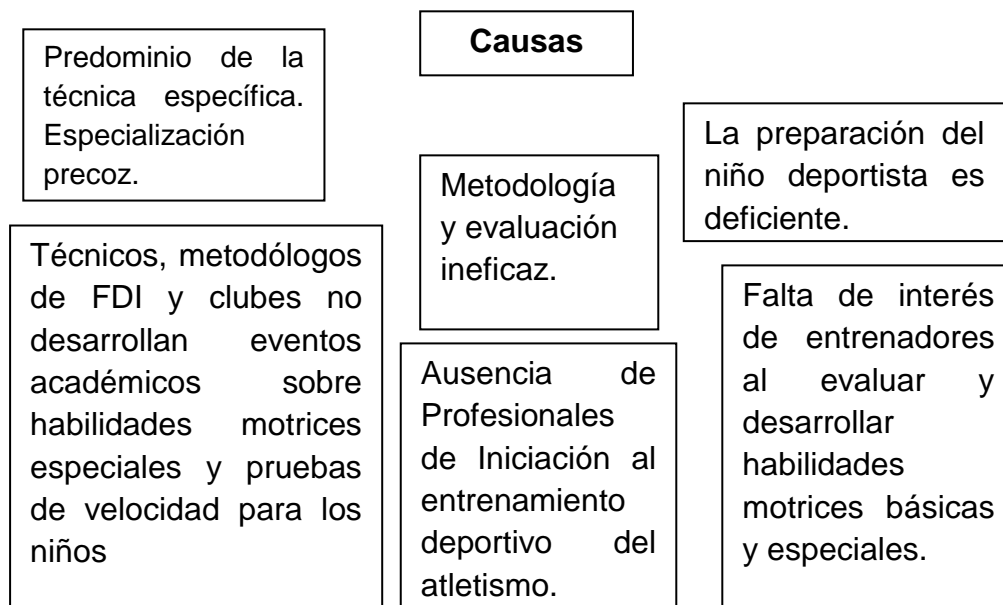 Causas
Predominio de la
técnica específica.
Especialización
precoz.
Metodología
y evaluación
ineficaz.
La preparación del
niño deportista es
deficiente.
Técnicos, metodólogos
de FDI y clubes no
desarrollan eventos
académicos sobre
habilidades motrices
especiales y pruebas
de velocidad para los
niños
Ausencia de
Profesionales
de Iniciación al
entrenamiento
deportivo del
atletismo.
Falta de interés
de entrenadores
al evaluar y
desarrollar
habilidades
motrices básicas
y especiales.